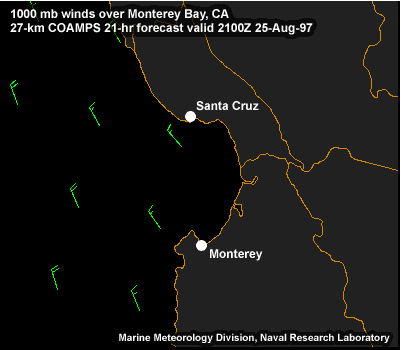 1000 mb winds over Monterey Bay, CA
27-km COAMPS 21-hr forecast valid 2100Z 25-Aug-97
Santa Cruz
Monterey
Marine Meteorology Division, Naval Research Laboratory